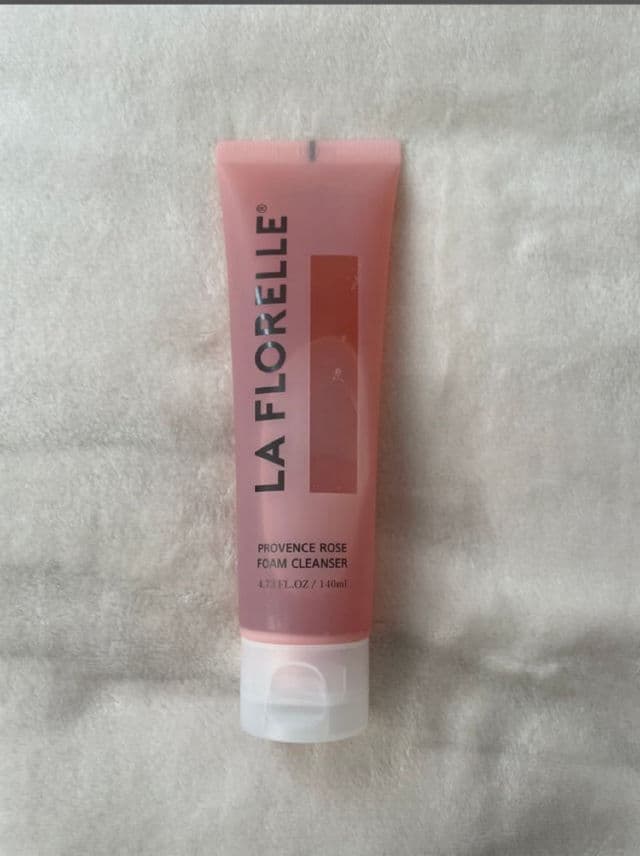 LA FLORELLE®
PROVENCE ROSE
FOAM CLEANSER
4.73 FL.OZ / 140ml